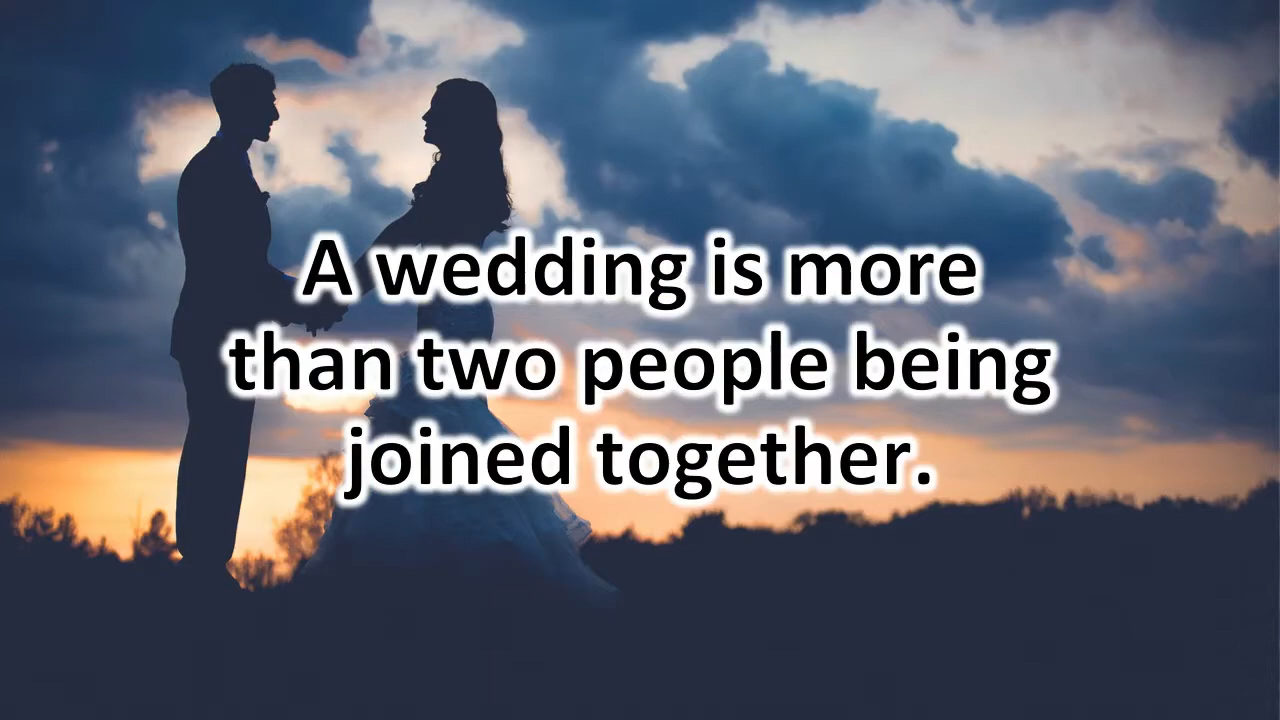 A wedding is more
than two people being
joined together.